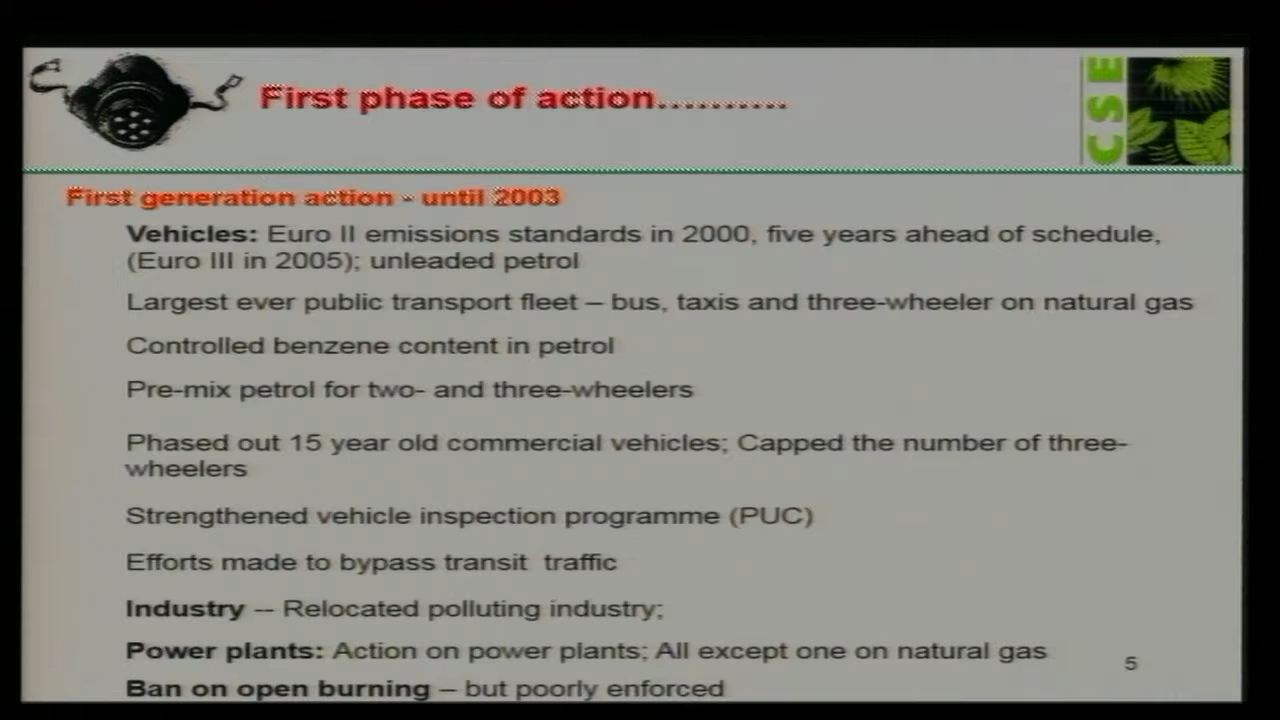 First phase of action..........
CSE
First generation action - until 2003
Vehicles: Euro II emissions standards in 2000, five years ahead of schedule,
(Euro III in 2005); unleaded petrol
Largest ever public transport fleet – bus, taxis and three-wheeler on natural gas
Controlled benzene content in petrol
Pre-mix petrol for two- and three-wheelers
Phased out 15 year old commercial vehicles; Capped the number of three-
wheelers
Strengthened vehicle inspection programme (PUC)
Efforts made to bypass transit  traffic
Industry -- Relocated polluting industry;
Power plants: Action on power plants; All except one on natural gas
5
Ban on open burning – but poorly enforced